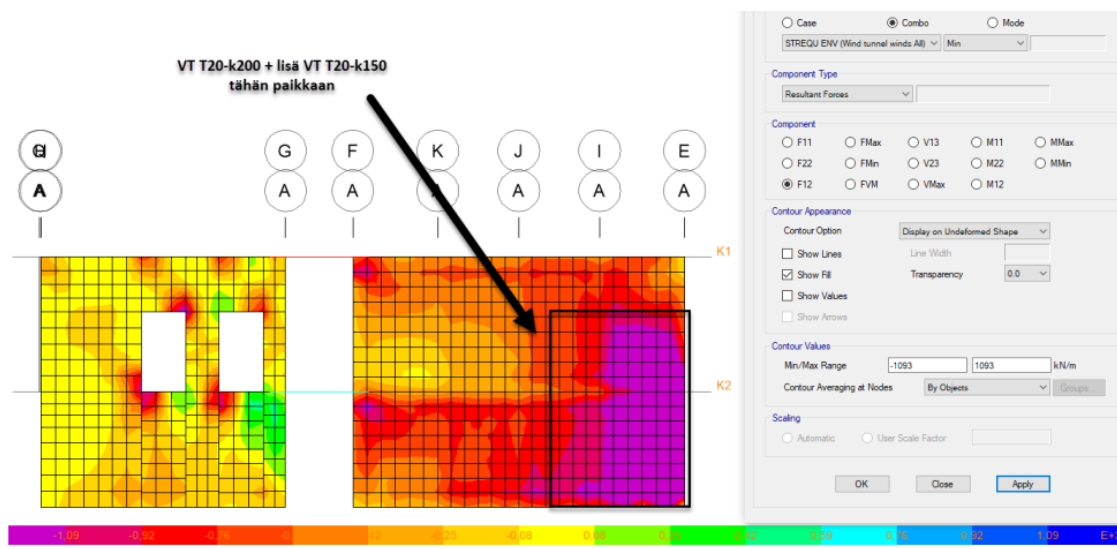 Case
Combo
Mode
STREQU ENV (Wind tunnel winds All)
Min
VT T20-k200 + lisä VT T20-k150
tähän paikkaan
Component Type
Resultant Forces
Component
F11
FMax
V13
M11
MMax
F22
FMin
V23
M22
MMin
F12
FVM
VMax
M12
G
F
K
J
I
E
A
A
A
A
A
A
A
Contour Appearance
Contour Option
Display on Undeformed Shape
Show Lines
Line Width
Show Fill
Transparency
0.0
Show Values
Show Arrows
K1
K2
Contour Values
Min/Max Range
-1093
1093
kN/m
Contour Averaging at Nodes
By Objects
Groups...
Scaling
Automatic
User Scale Factor
OK
Close
Apply
-1,09
-0,92
42
-0,25
-0,08
0,08
0,76
0,92
1,09